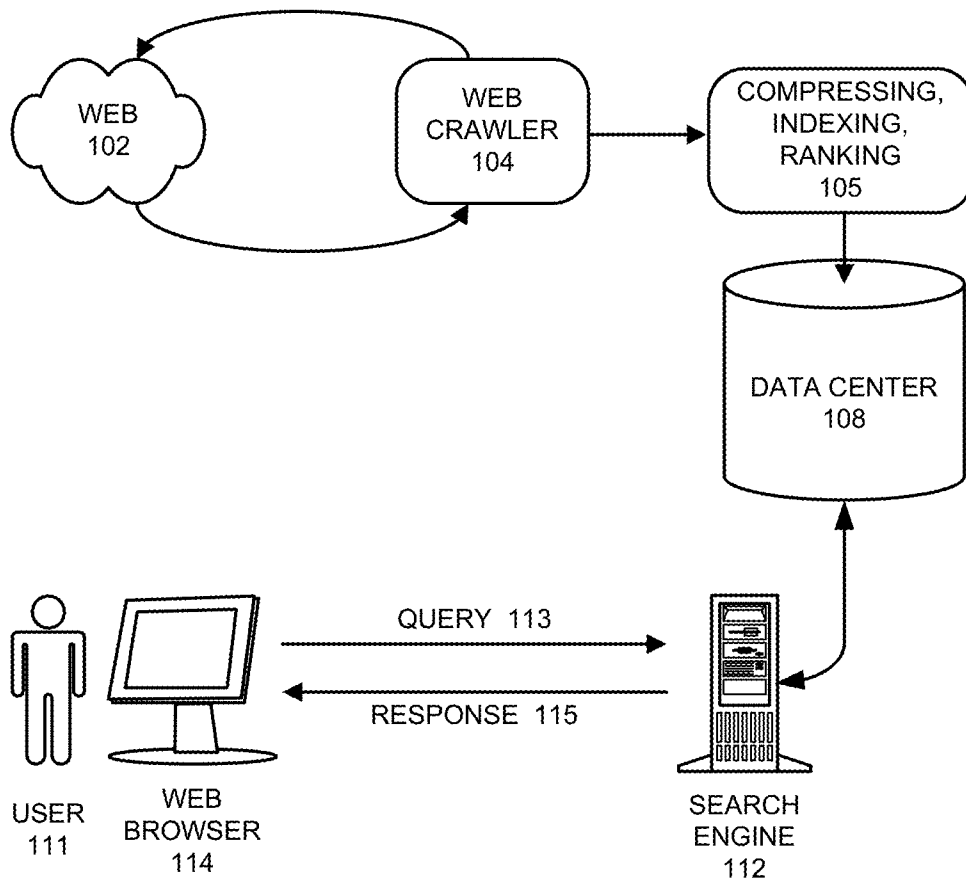 WEB
102
WEB
CRAWLER
104
COMPRESSING,
INDEXING,
RANKING
105
DATA CENTER
108
QUERY 113
RESPONSE 115
USER
111
WEB
BROWSER
114
SEARCH
ENGINE
112